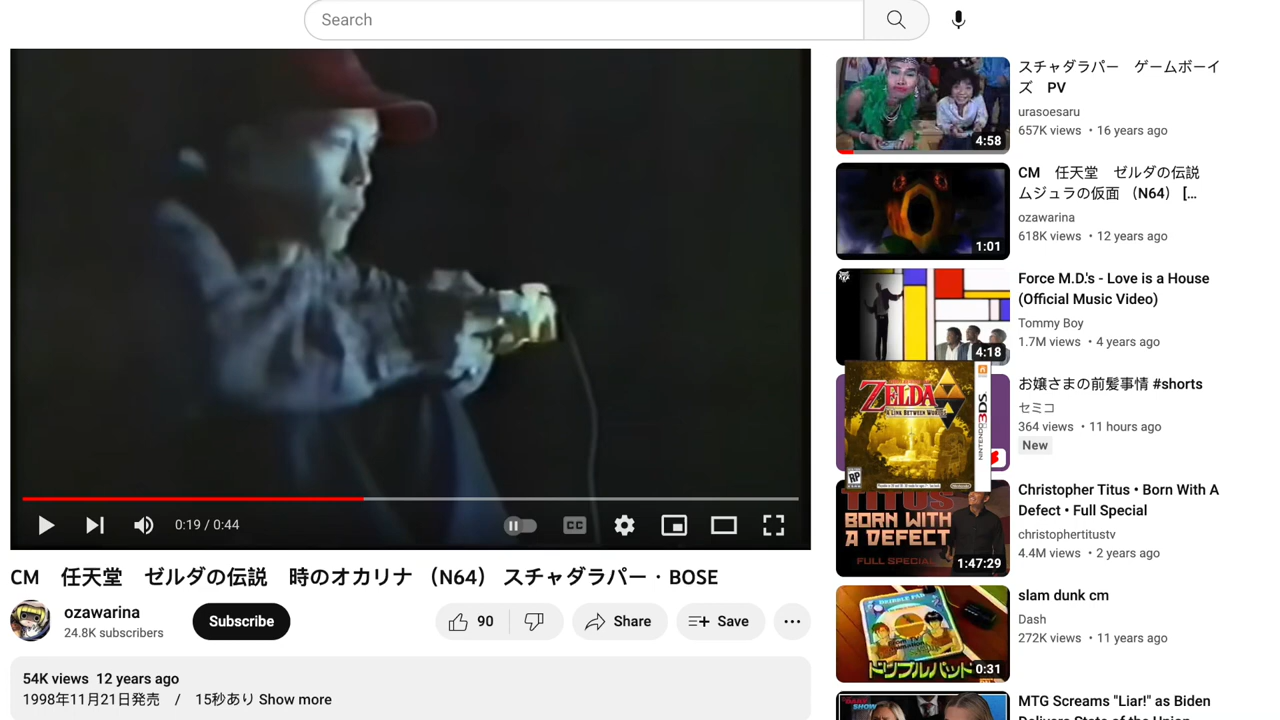 Search
0:19 / 0:44
CC
CM　任天堂　ゼルダの伝説　時のオカリナ （N64） スチャダラパー・BOSE
ozawarina
24.8K subscribers
Subscribe
90
Share
Save
54K views  12 years ago
1998年11月21日発売　/　15秒あり Show more
スチャダラパー　ゲームボーイ
ズ　PV
urasoesaru
657K views • 16 years ago
4:58
CM　任天堂　ゼルダの伝説
ムジュラの仮面 （N64） [...
ozawarina
618K views • 12 years ago
1:01
Force M.D.'s - Love is a House
(Official Music Video)
Tommy Boy
1.7M views • 4 years ago
4:18
お嬢さまの前髪事情 #shorts
セミコ
364 views • 11 hours ago
New
ZELDA
A LINK BETWEEN WORLDS
NINTENDO 3DS
RP
Christopher Titus • Born With A
Defect • Full Special
christophertitustv
4.4M views • 2 years ago
TITUS
BORN WITH
A DEFECT
FULL SPECIAL
1:47:29
slam dunk cm
Dash
272K views • 11 years ago
DRIBBLE PAD
ドリブルパッド
0:31
MTG Screams "Liar!" as Biden
Delivers State of the Union